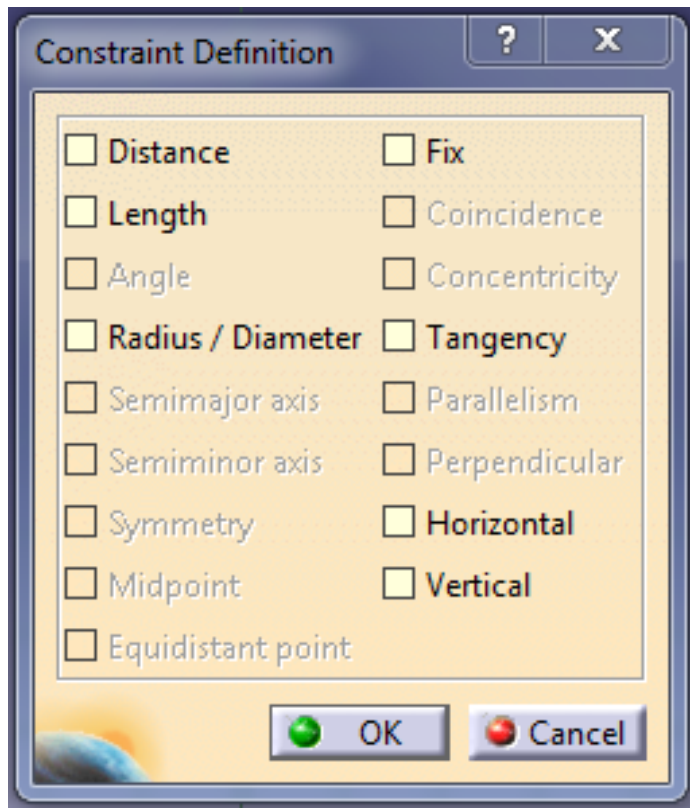 Constraint Definition
? X
Distance Fix
Length Coincidence
Angle Concentricity
Radius / Diameter Tangency
Semimajor axis Parallelism
Semiminor axis Perpendicular
Symmetry Horizontal
Midpoint Vertical
Equidistant point
OK Cancel